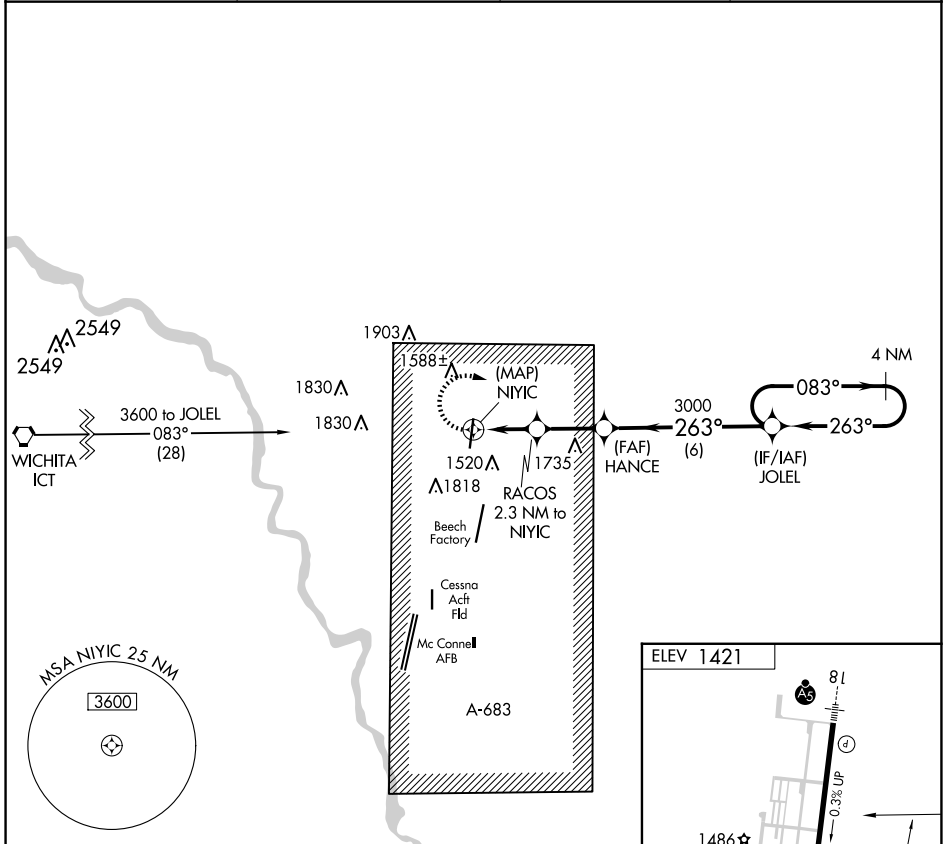 2549
2549
1903
1588±
(MAP)
NIYIC
1830
1830
4 NM
083°
3000
263°
263°
(6)
(FAF)
HANCE
(IF/IAF)
JOLEL
3600 to JOLEL
083°
(28)
WICHITA
ICT
1520
1735
1818
RACOS
2.3 NM to
NIYIC
Beech
Factory
Cessna
Acft
Fld
Mc Connell
AFB
A-683
MSA NIYIC 25 NM
3600
ELEV 1421
18
A5
P
0.3% UP
1486